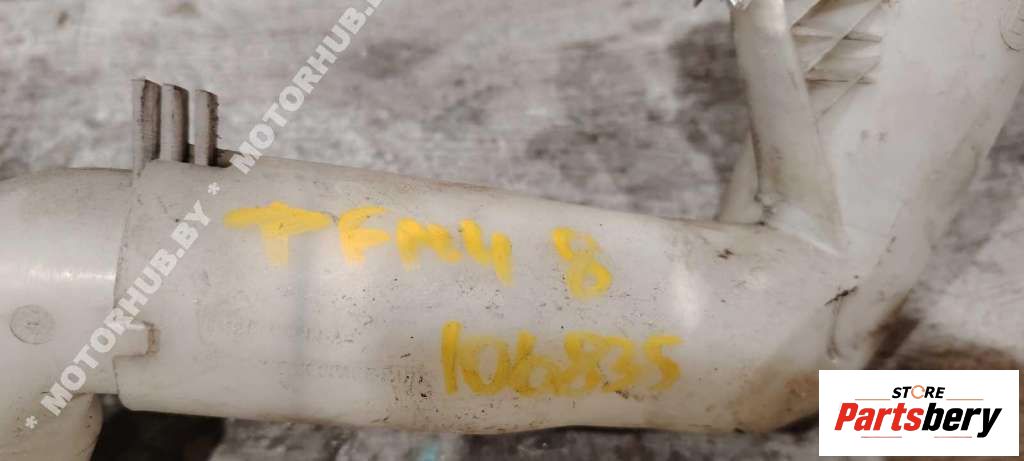 * MOTORHUB.BY * MOTORHUB.BY
TFM4 8
106835
STORE
Partsbery